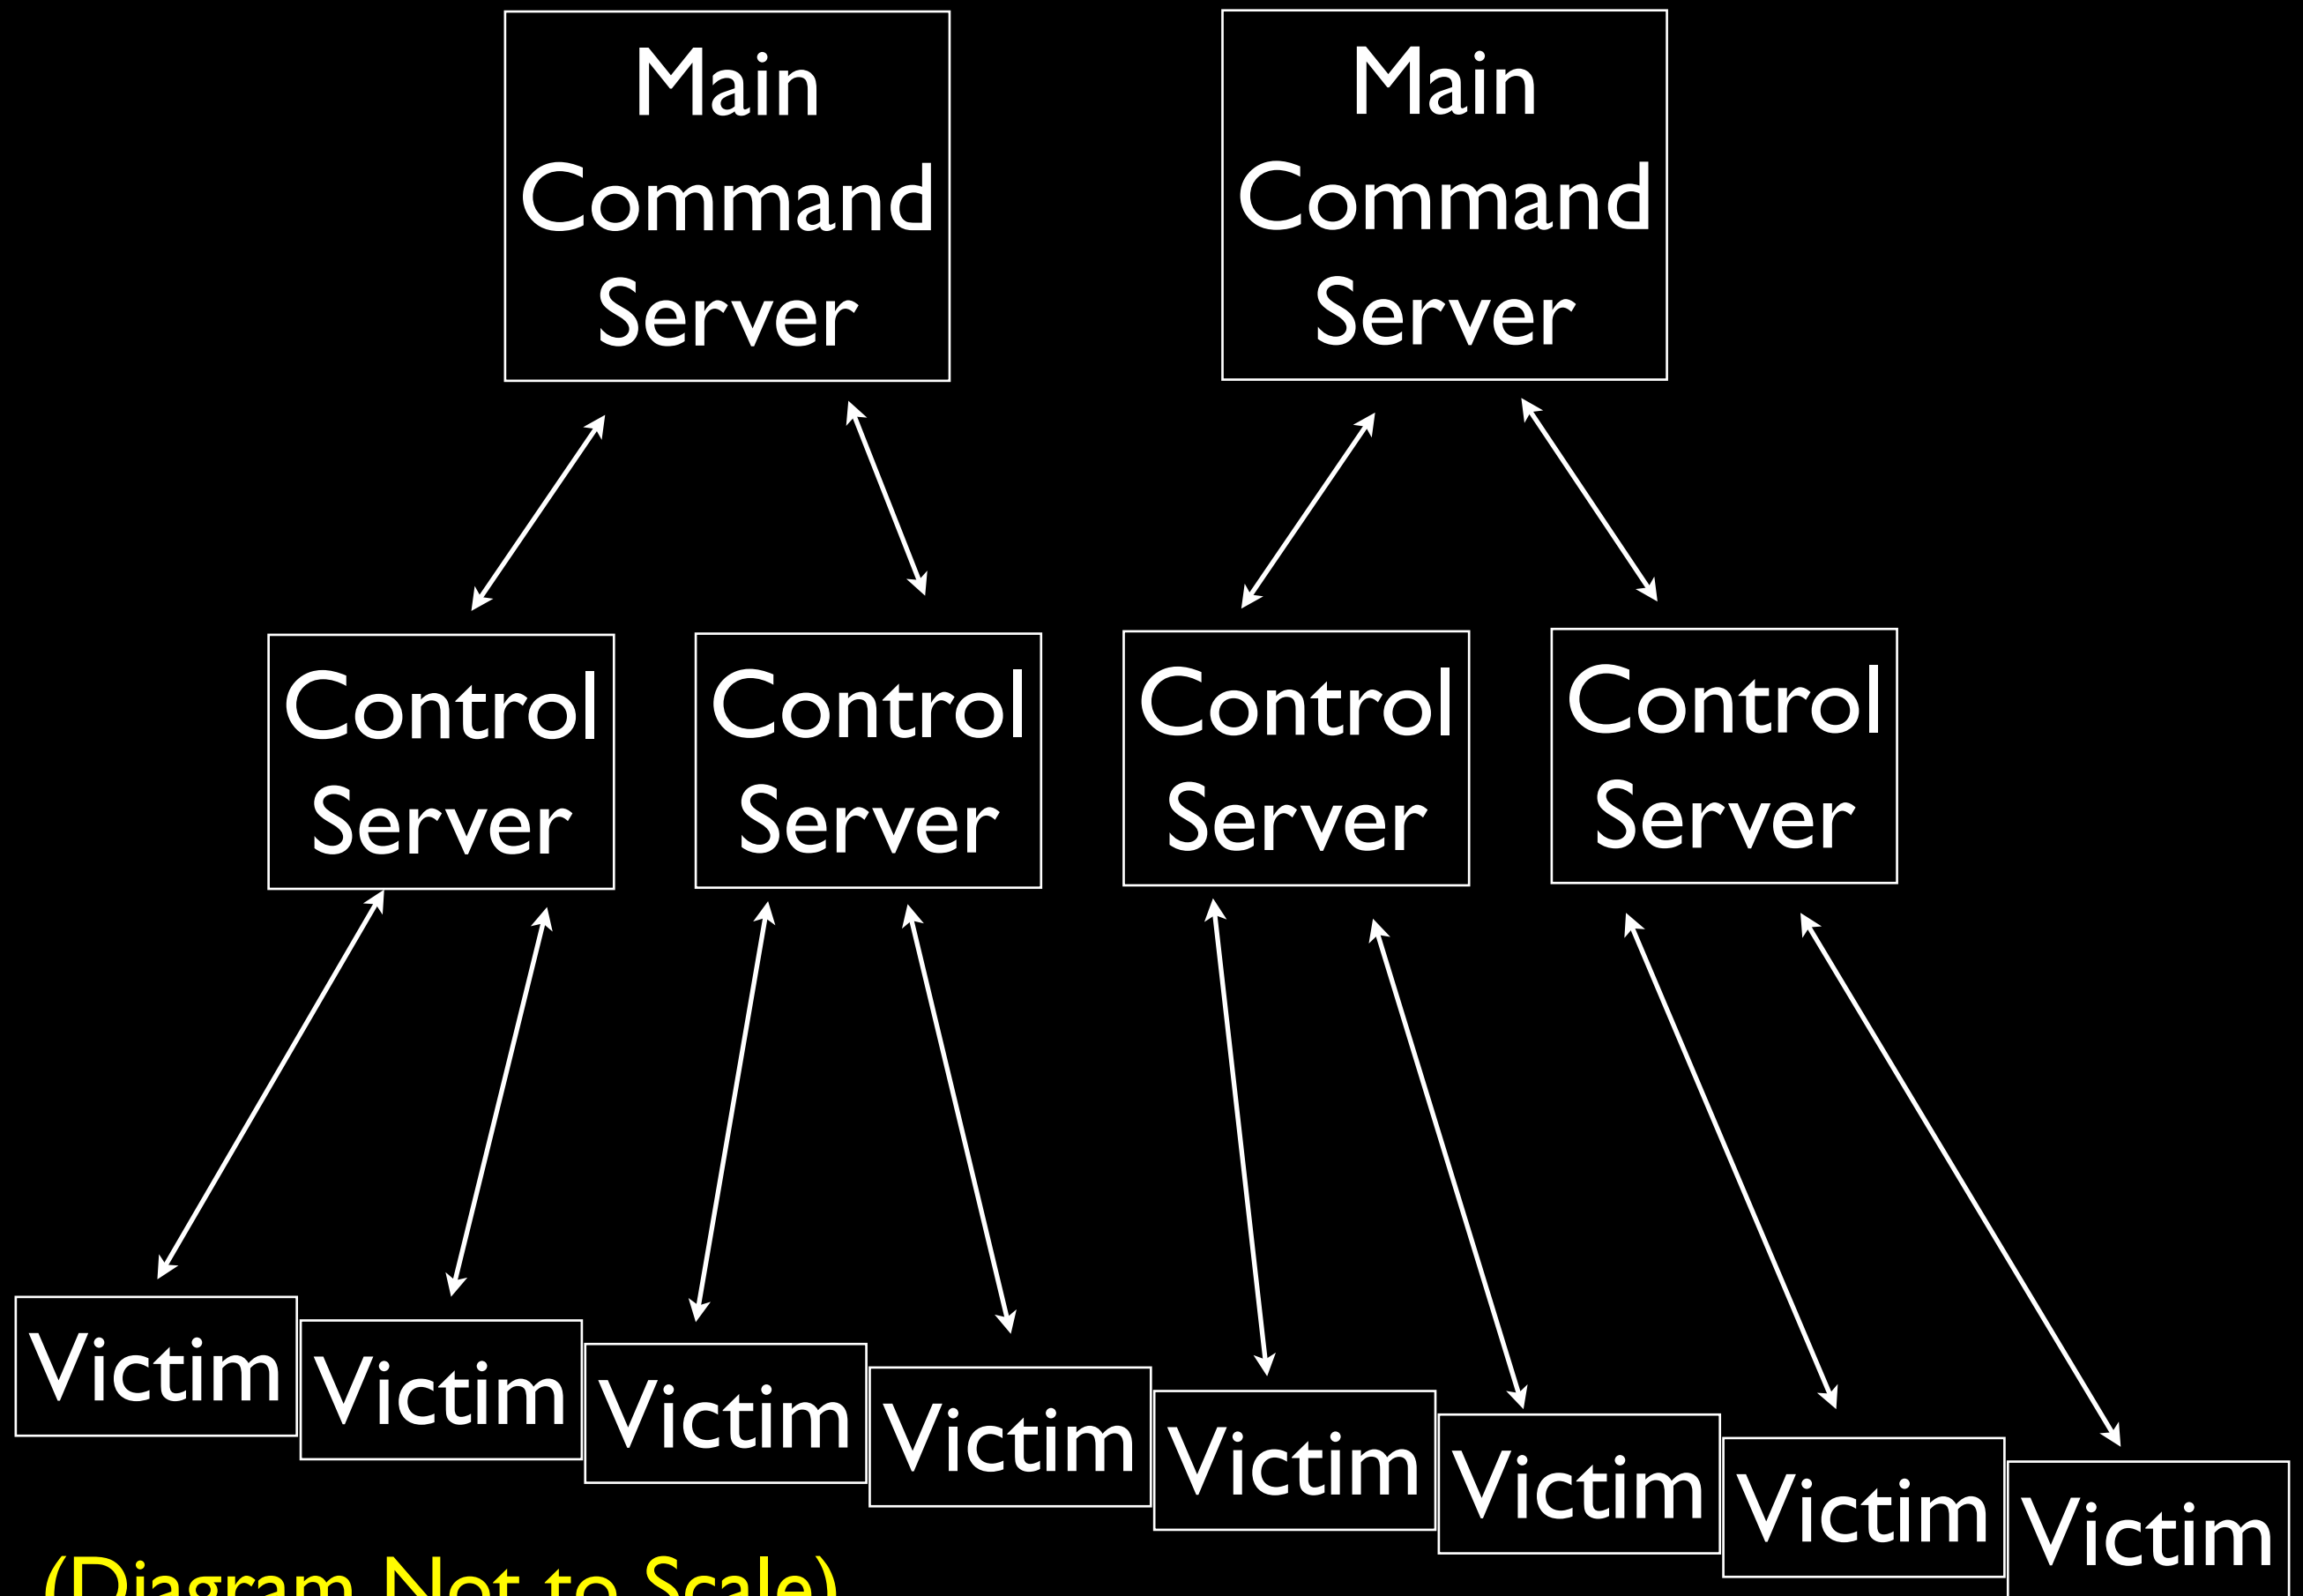 Main
Command
Server
Main
Command
Server
Control
Server
Control
Server
Control
Server
Control
Server
Victim
Victim
Victim
Victim
Victim
Victim
Victim
Victim
(Diagram Not to Scale)